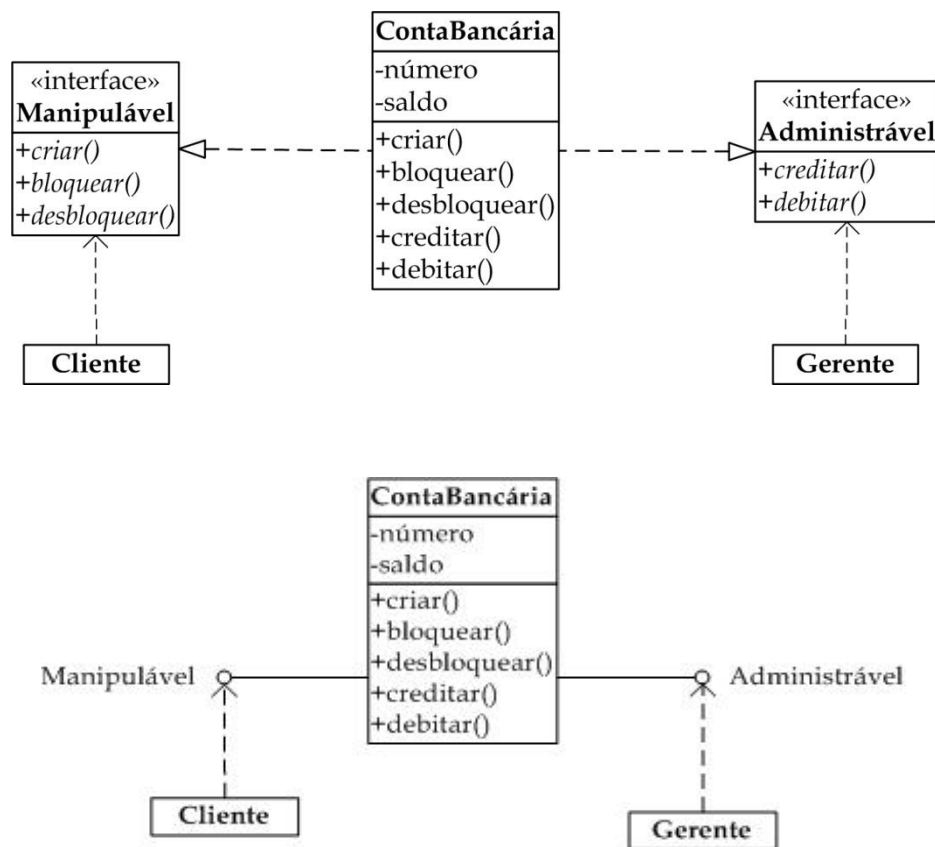 «interface»
Manipulável
+criar()
+bloquear()
+desbloquear()
Cliente
ContaBancária
-número
-saldo
+criar()
+bloquear()
+desbloquear()
+creditar()
+debitar()
«interface»
Administrável
+creditar()
+debitar()
Gerente
Manipulável
Cliente
ContaBancária
-número
-saldo
+criar()
+bloquear()
+desbloquear()
+creditar()
+debitar()
Administrável
Gerente